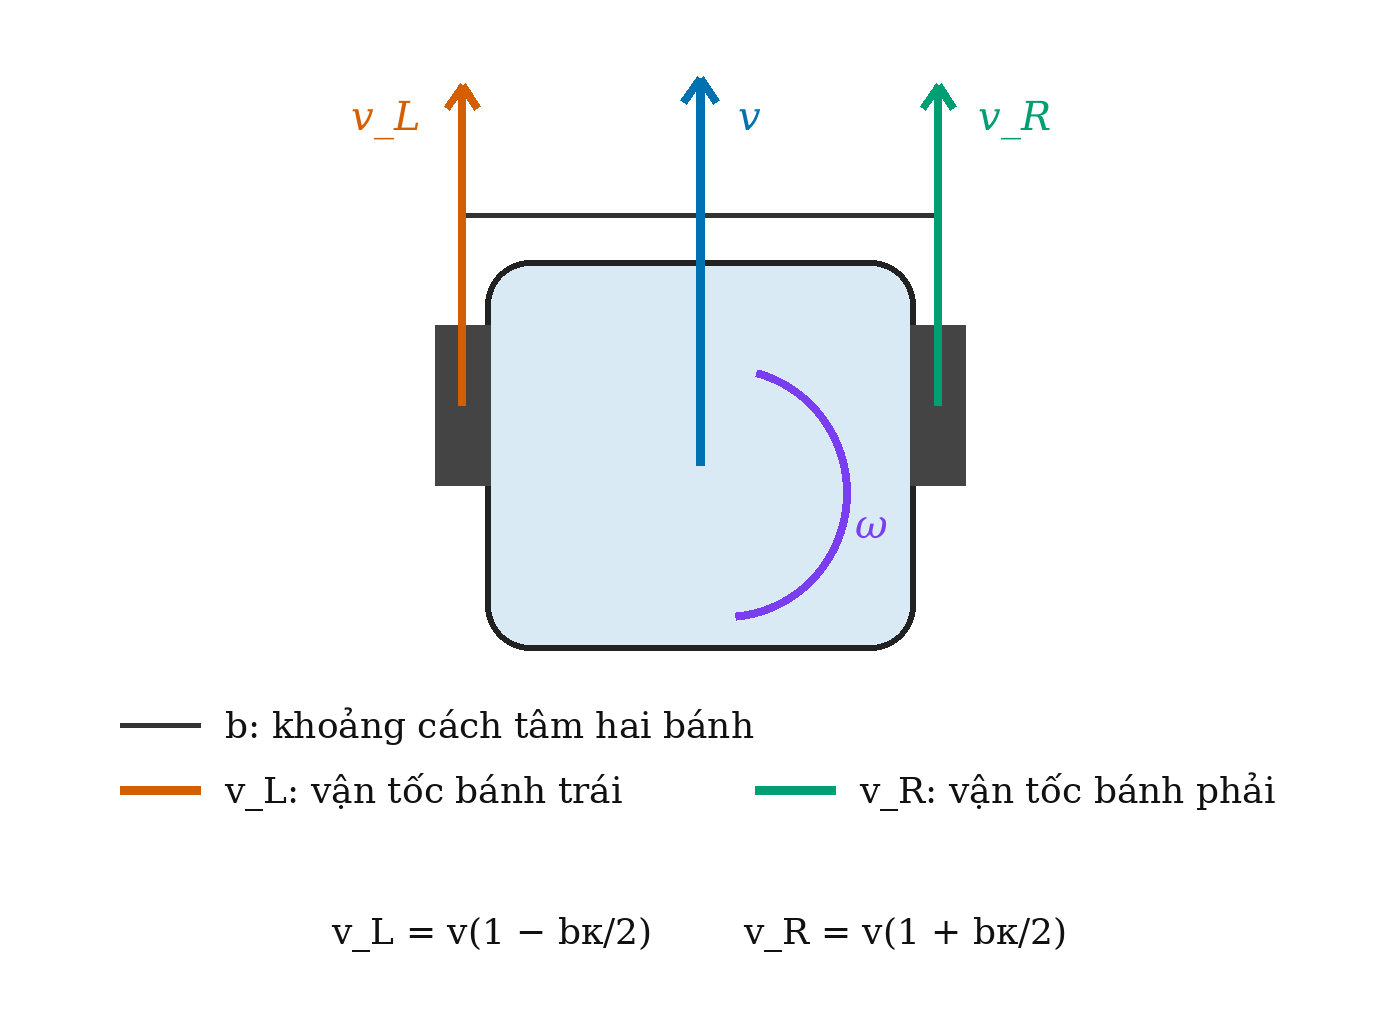 v_L v v_R
ω
b: khoảng cách tâm hai bánh
v_L: vận tốc bánh trái v_R: vận tốc bánh phải
v_L = v(1 − bκ/2) v_R = v(1 + bκ/2)